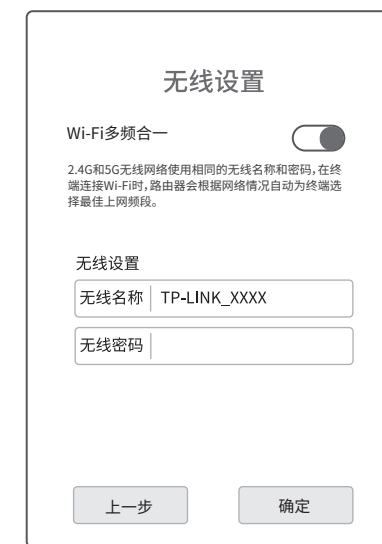 无线设置
Wi-Fi多频合一
2.4G和5G无线网络使用相同的无线名称和密码,在终
端连接Wi-Fi时,路由器会根据网络情况自动为终端选
择最佳上网频段。
无线设置
无线名称 TP-LINK_XXXX
无线密码
上一步 确定